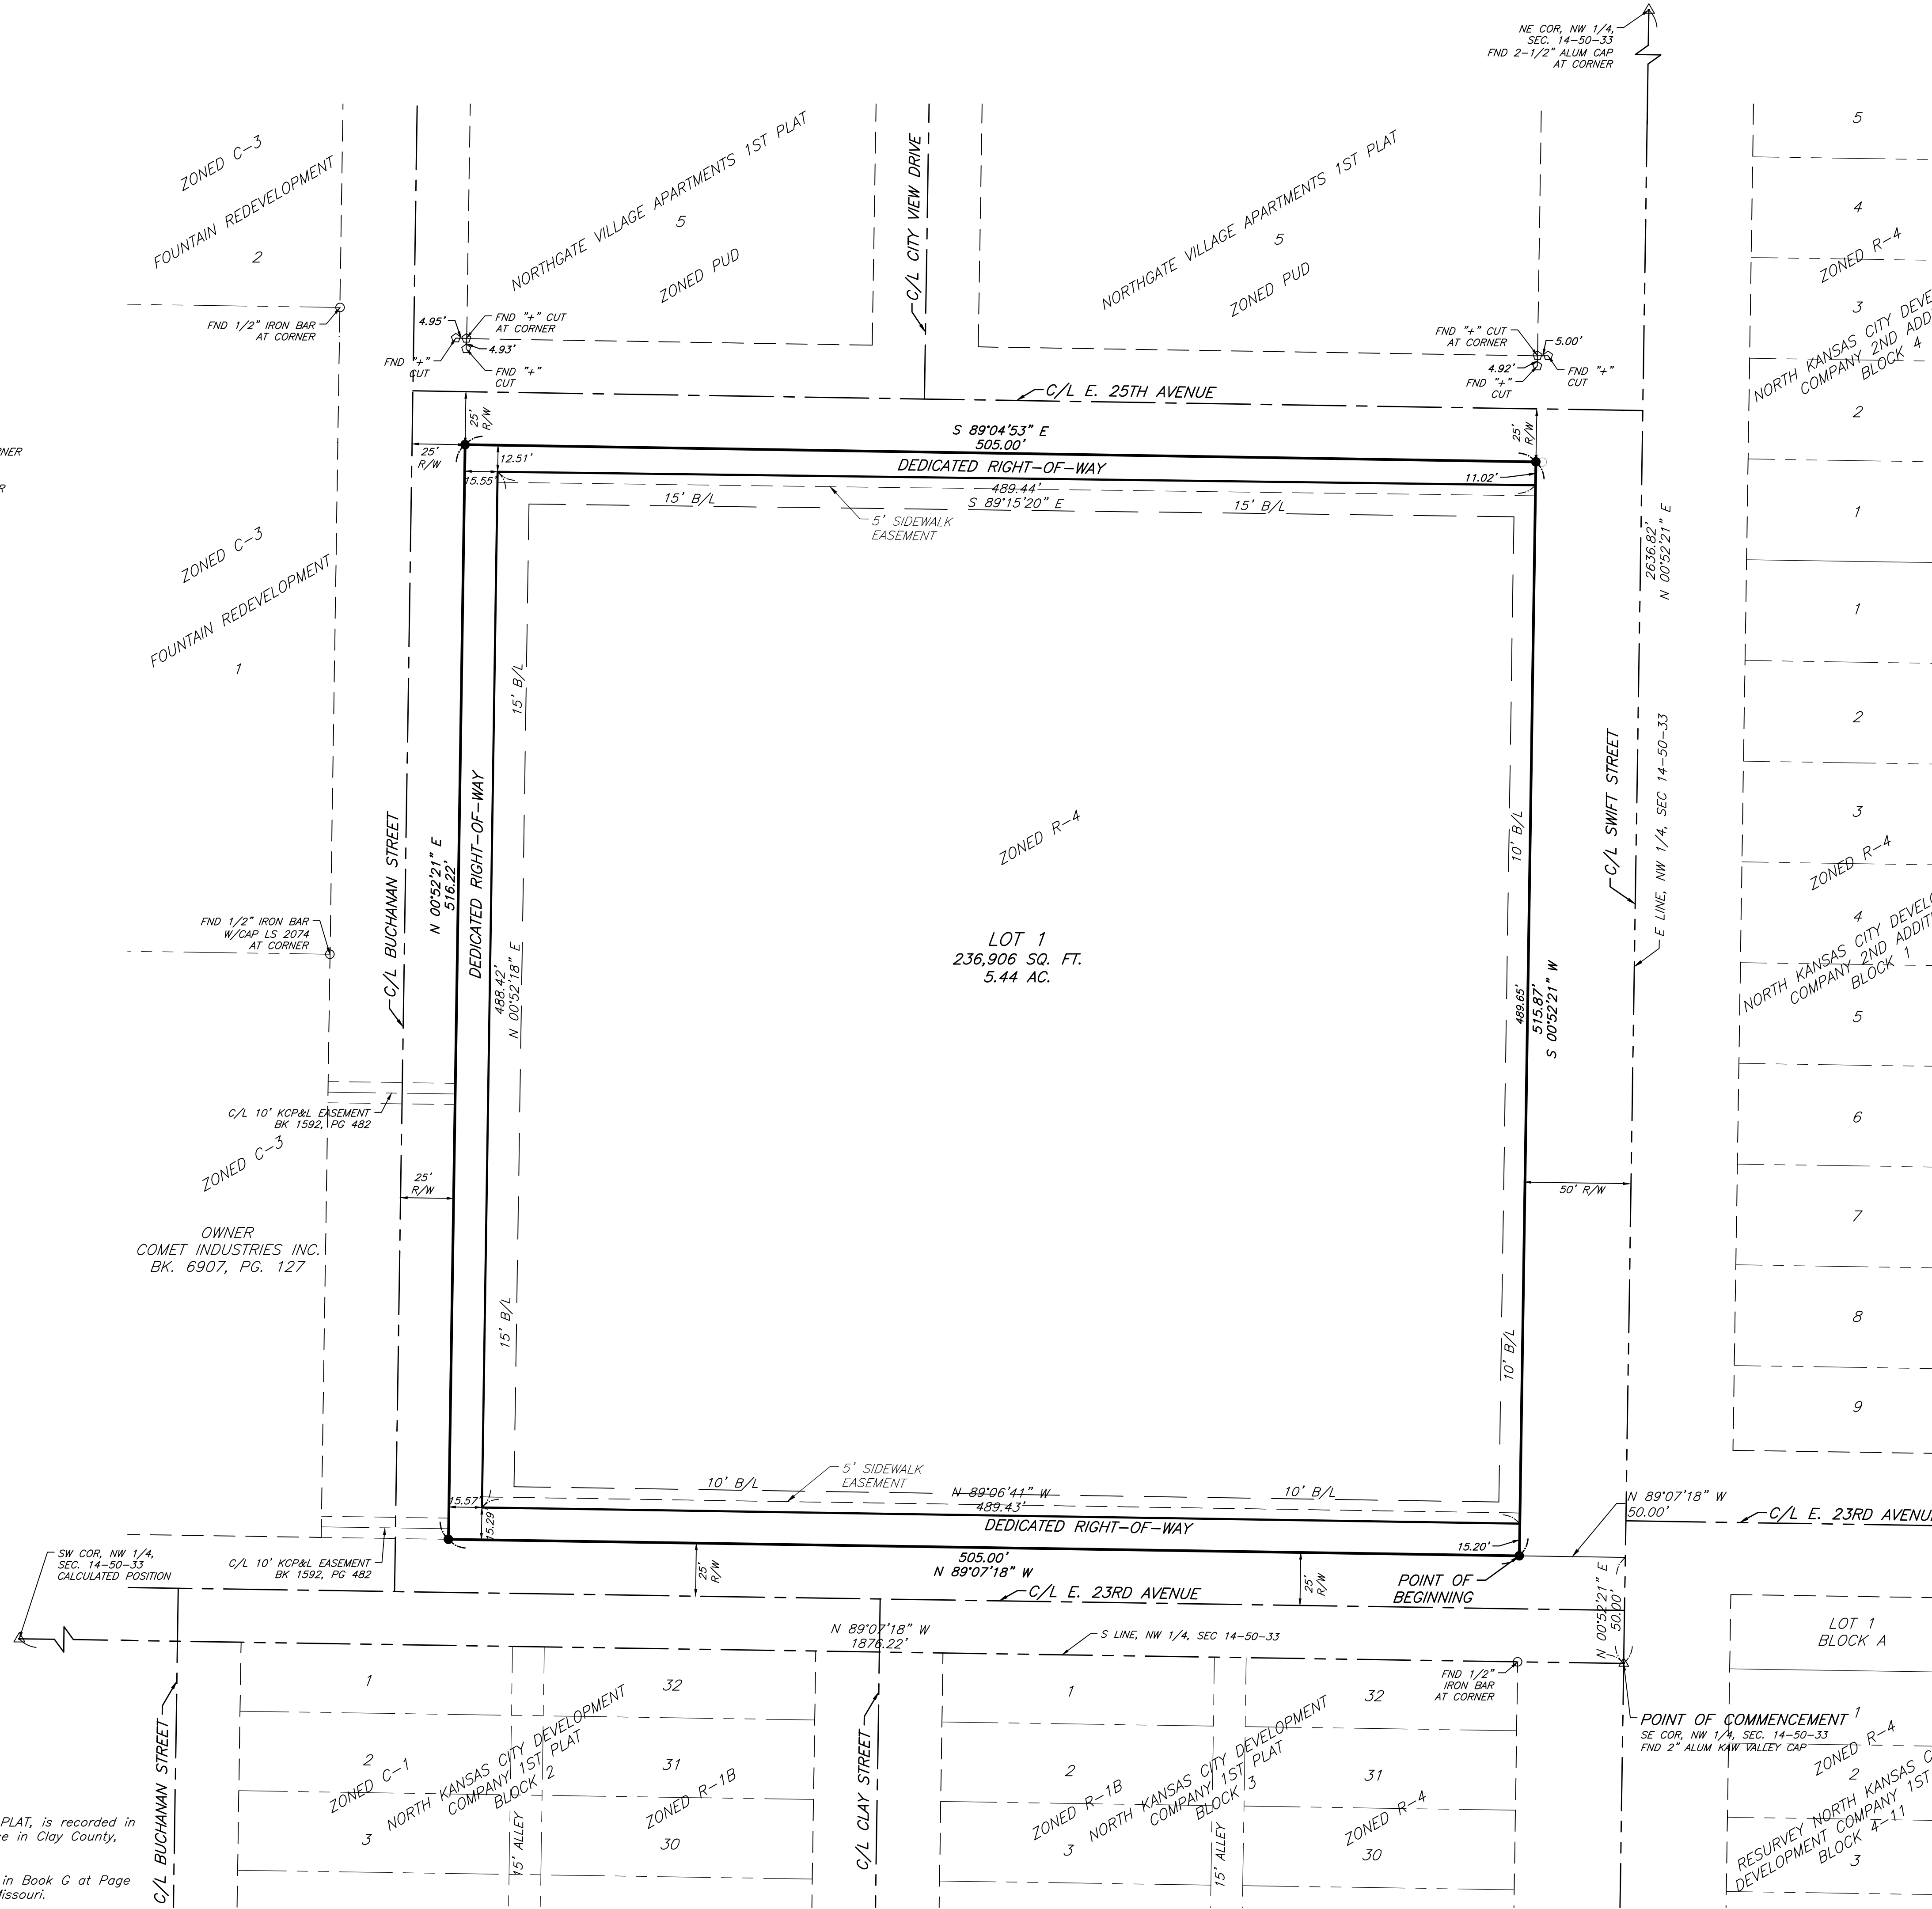 NE COR, NW 1/4,
SEC. 14-50-33
FND 2-1/2" ALUM CAP
AT CORNER
ZONED C-3
FOUNTAIN REDEVELOPMENT
2
NORTHGATE VILLAGE APARTMENTS 1ST PLAT
5
ZONED PUD
C/L CITY VIEW DRIVE
NORTHGATE VILLAGE APARTMENTS 1ST PLAT
5
ZONED PUD
5
4
ZONED R-4
3
NORTH KANSAS CITY DEVE
COMPANY 2ND ADD
BLOCK 4
2
1
FND 1/2" IRON BAR
AT CORNER
4.95'
FND "+" CUT
AT CORNER
4.93'
FND "+"
CUT
FND "+"
CUT
FND "+" CUT
AT CORNER
5.00'
4.92'
FND "+"
CUT
FND "+"
CUT
C/L E. 25TH AVENUE
25'
R/W
25'
R/W
25'
R/W
S 89°04'53" E
505.00'
DEDICATED RIGHT-OF-WAY
12.51'
15.55'
11.02'
489.44'
S 89°15'20" E
15' B/L
15' B/L
5' SIDEWALK
EASEMENT
NER
R
ZONED C-3
FOUNTAIN REDEVELOPMENT
1
2636.82'
N 00°52'21" E
1
2
3
ZONED R-4
4
NORTH KANSAS CITY DEVELO
COMPANY 2ND ADDIT
BLOCK 1
5
6
7
8
9
15' B/L
C/L BUCHANAN STREET
N 00°52'21" E
516.22'
DEDICATED RIGHT-OF-WAY
488.42'
N 00°52'18" E
ZONED R-4
LOT 1
236,906 SQ. FT.
5.44 AC.
10' B/L
489.65'
515.87'
S 00°52'21" W
C/L SWIFT STREET
E LINE, NW 1/4, SEC 14-50-33
FND 1/2" IRON BAR
W/CAP LS 2074
AT CORNER
C/L 10' KCP&L EASEMENT
BK 1592, PG 482
ZONED C-3
25'
R/W
50' R/W
OWNER
COMET INDUSTRIES INC.
BK. 6907, PG. 127
15' B/L
10' B/L
10' B/L
5' SIDEWALK
EASEMENT
N 89°06'41" W
489.43'
10' B/L
15.57'
15.29'
DEDICATED RIGHT-OF-WAY
15.20'
N 89°07'18" W
50.00'
C/L E. 23RD AVENUE
SW COR, NW 1/4,
SEC. 14-50-33
CALCULATED POSITION
C/L 10' KCP&L EASEMENT
BK 1592, PG 482
505.00'
N 89°07'18" W
25'
R/W
25'
R/W
C/L E. 23RD AVENUE
POINT OF
BEGINNING
N 00°52'21" E
50.00'
N 89°07'18" W
1876.22'
S LINE, NW 1/4, SEC 14-50-33
FND 1/2"
IRON BAR
AT CORNER
LOT 1
BLOCK A
POINT OF COMMENCEMENT
SE COR, NW 1/4, SEC. 14-50-33
FND 2" ALUM KAW VALLEY CAP
C/L BUCHANAN STREET
1
2
3
ZONED C-1
NORTH KANSAS CITY DEVELOPMENT
COMPANY 1ST PLAT
BLOCK 2
15' ALLEY
32
31
30
ZONED R-1B
C/L CLAY STREET
1
2
3
ZONED R-1B
NORTH KANSAS CITY DEVELOPMENT
COMPANY 1ST PLAT
BLOCK 3
15' ALLEY
32
31
30
ZONED R-4
1
ZONED R-4
2
RESURVEY NORTH KANSAS C
DEVELOPMENT COMPANY 1ST
BLOCK 4-11
3
PLAT, is recorded in
e in Clay County,
in Book G at Page
issouri.